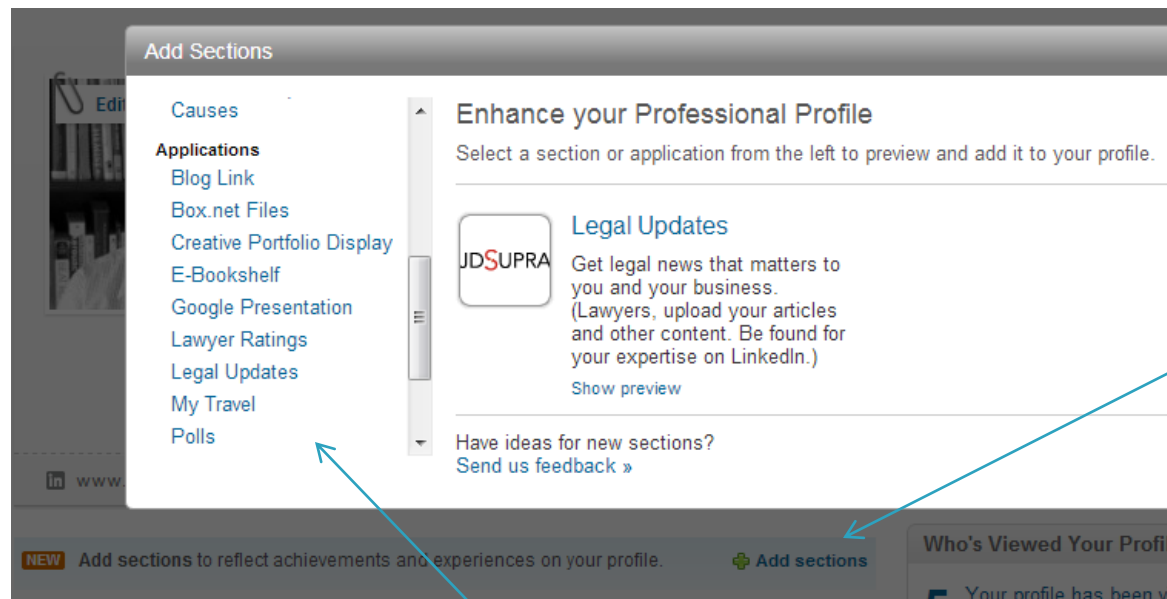 Add Sections
Edit
Causes
Applications
Blog Link
Box.net Files
Creative Portfolio Display
E-Bookshelf
Google Presentation
Lawyer Ratings
Legal Updates
My Travel
Polls
Enhance your Professional Profile
Select a section or application from the left to preview and add it to your profile.
JDSUPRA
Legal Updates
Get legal news that matters to
you and your business.
(Lawyers, upload your articles
and other content. Be found for
your expertise on LinkedIn.)
Show preview
Have ideas for new sections?
Send us feedback »
in www.
NEW Add sections to reflect achievements and experiences on your profile.
Add sections
Who's Viewed Your Profi
Your profile has been